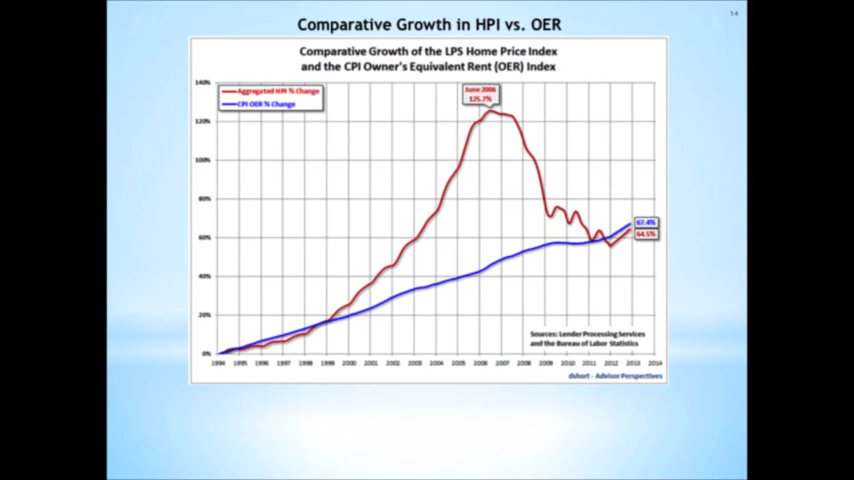 14
Comparative Growth in HPI vs. OER
Comparative Growth of the LPS Home Price Index
and the CPI Owner's Equivalent Rent (OER) Index
140%
Aggregated HPI % Change
CPI OER % Change
June 2006
125.7%
120%
100%
80%
67.4%
64.5%
60%
40%
20%
Sources: Lender Processing Services
and the Bureau of Labor Statistics
0%
1994 1995 1996 1997 1998 1999 2000 2001 2002 2003 2004 2005 2006 2007 2008 2009 2010 2011 2012 2013 2014
dshort - Advisor Perspectives